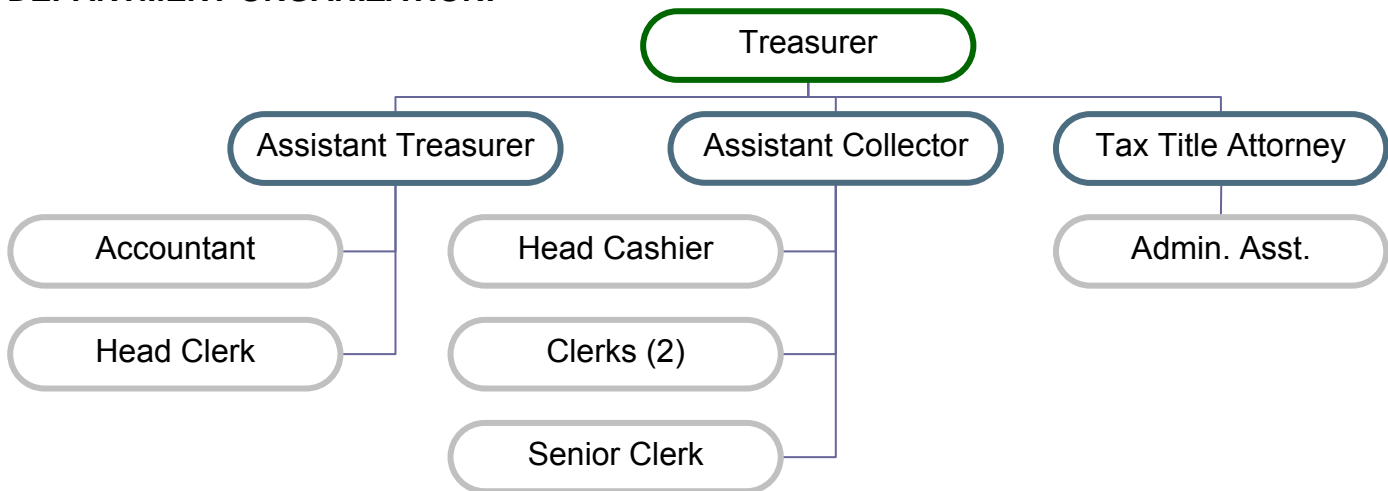 Treasurer
Assistant Treasurer
Assistant Collector
Tax Title Attorney
Accountant
Head Cashier
Admin. Asst.
Head Clerk
Clerks (2)
Senior Clerk